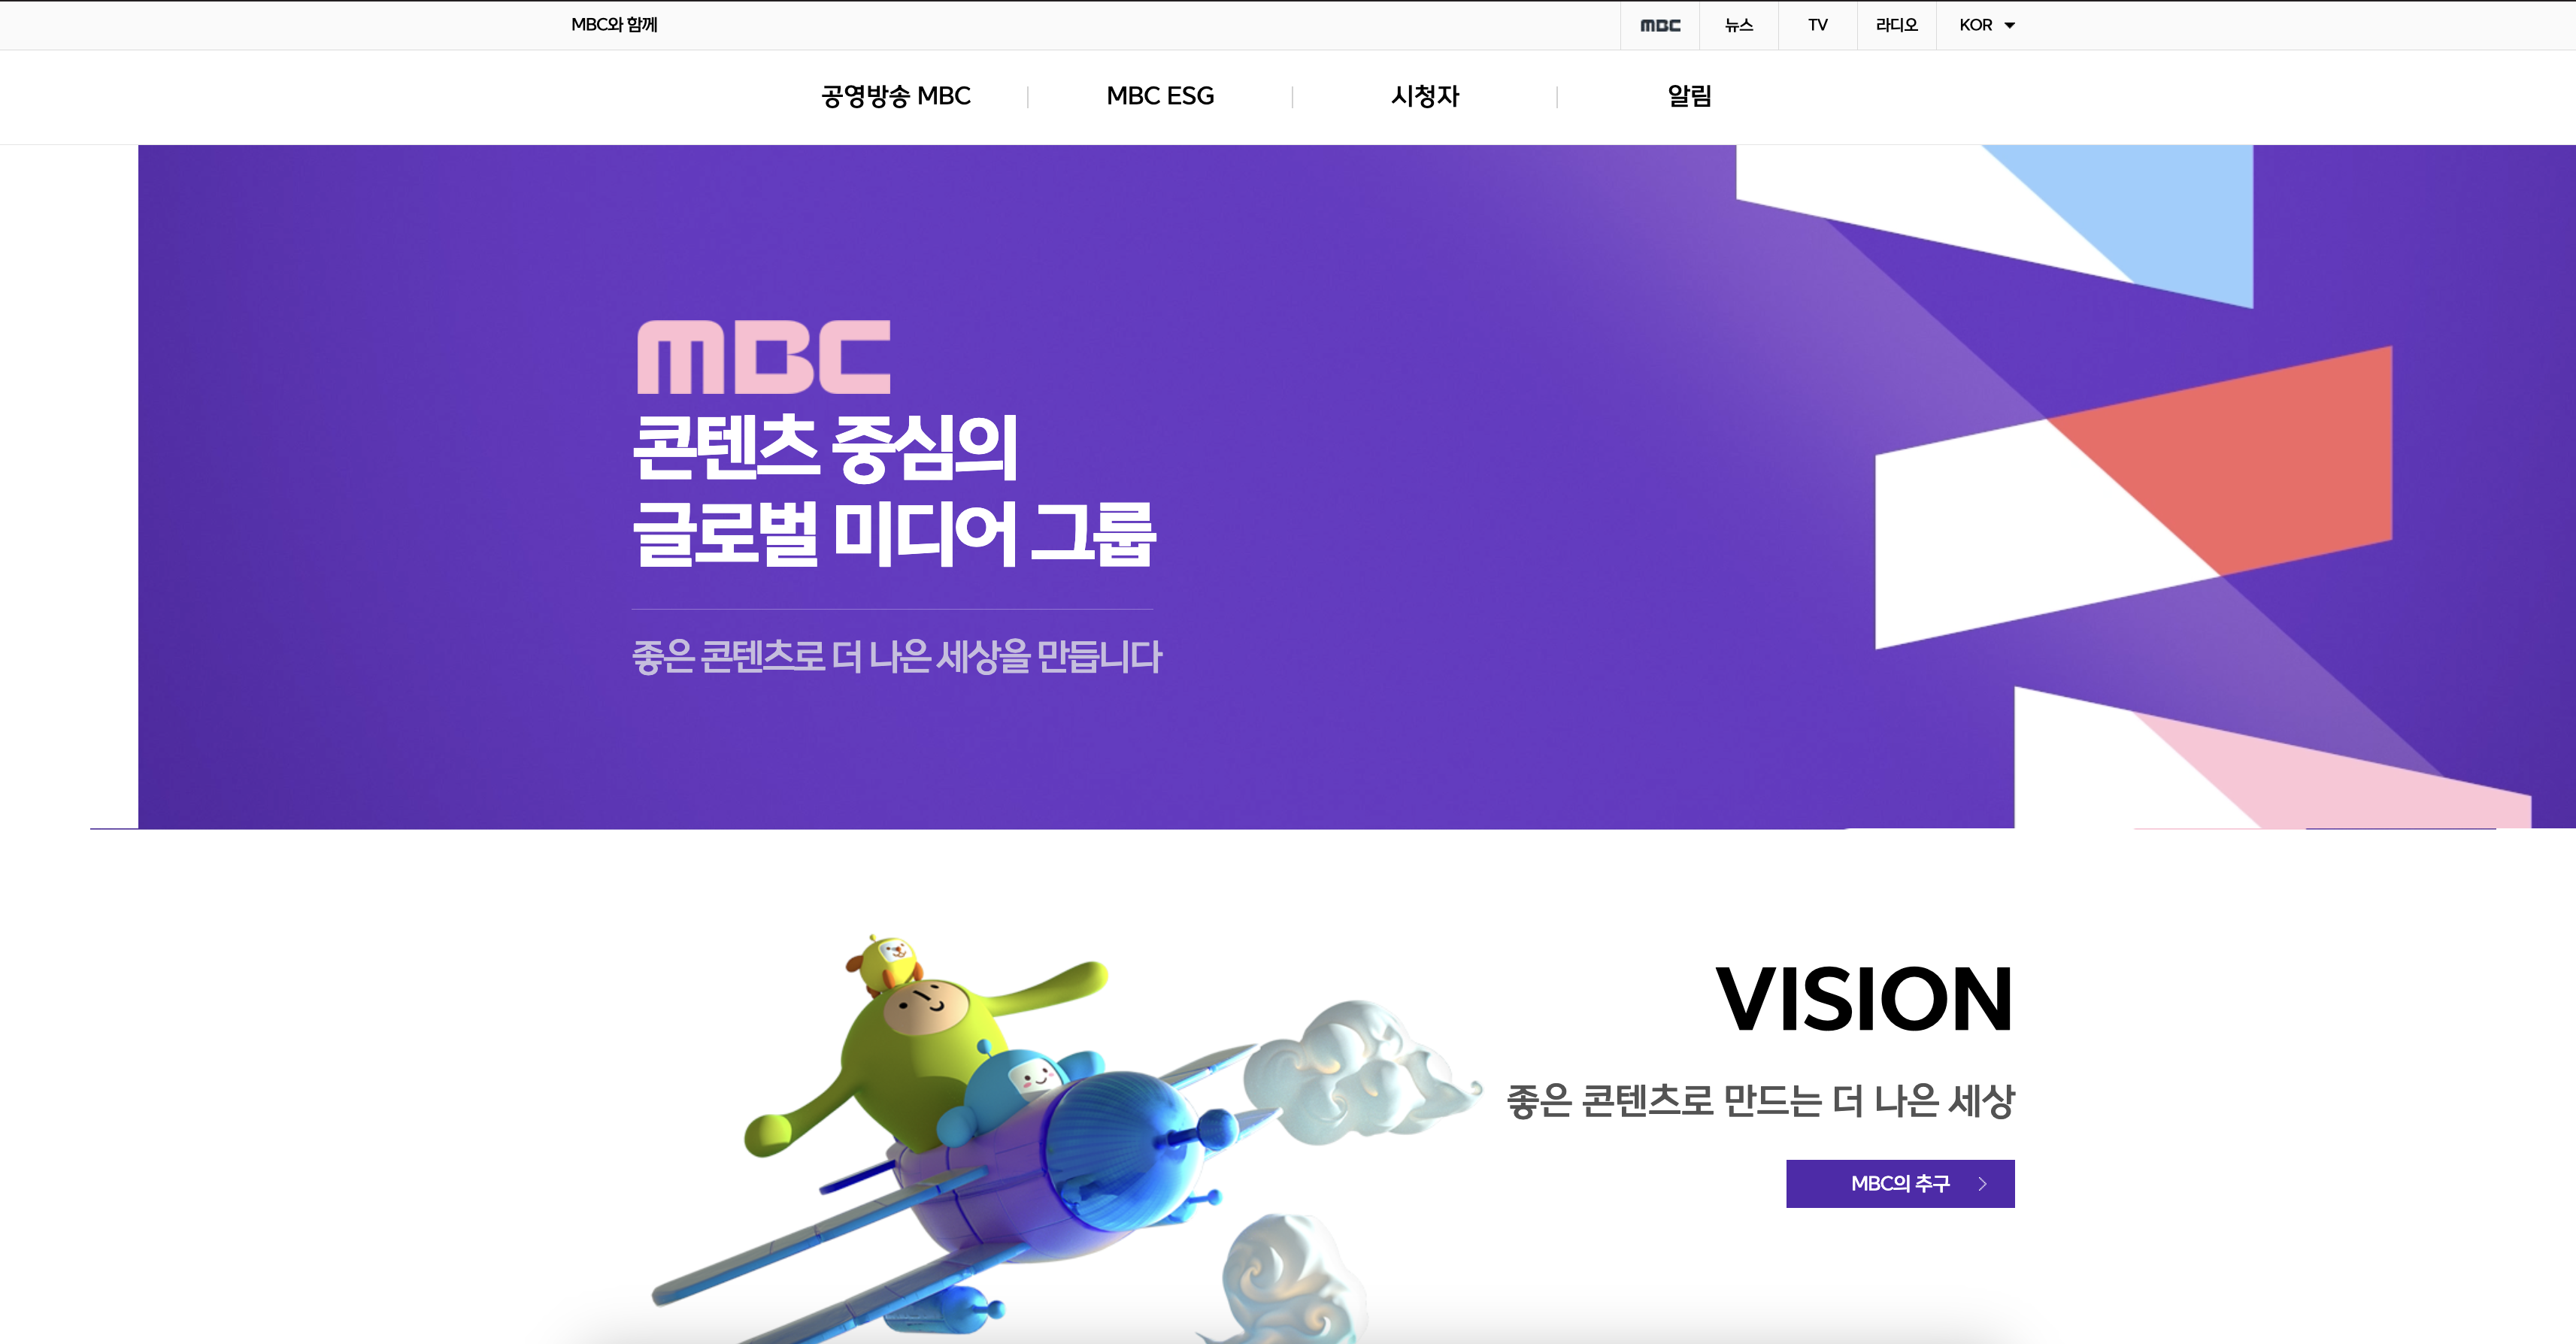 MBC와 함께
mBC
뉴스
TV
라디오
KOR
공영방송 MBC
MBC ESG
시청자
알림
mBC
콘텐츠 중심의
글로벌 미디어 그룹
좋은 콘텐츠로 더 나은 세상을 만듭니다
VISION
좋은 콘텐츠로 만드는 더 나은 세상
MBC의 추구